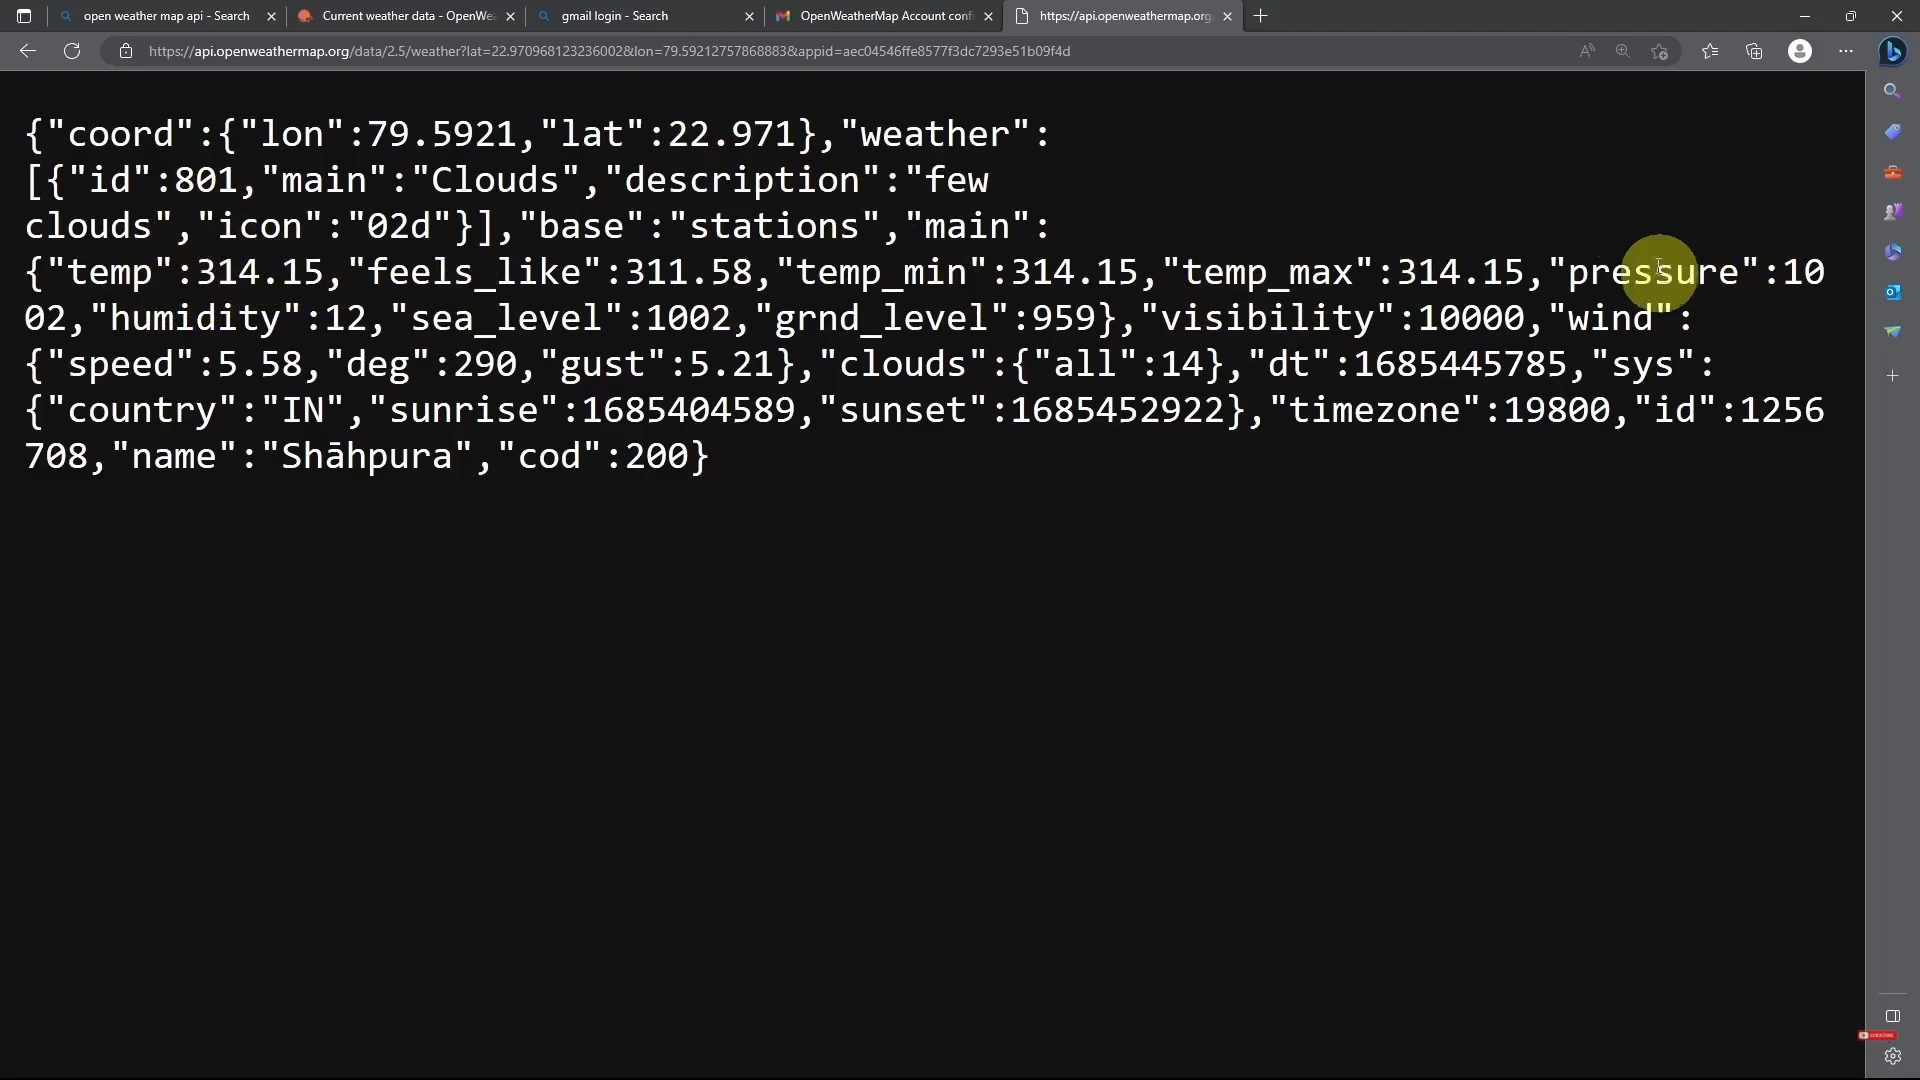 open weather map api - Search
Current weather data - OpenWea
gmail login - Search
OpenWeatherMap Account confi
https://api.openweathermap.org
https://api.openweathermap.org/data/2.5/weather?lat=22.970968123236002&lon=79.59212757868883&appid=aec04546ffe8577f3dc7293e51b09f4d
{"coord":{"lon":79.5921,"lat":22.971},"weather":
[{"id":801,"main":"Clouds","description":"few
clouds","icon":"02d"}],"base":"stations","main":
{"temp":314.15,"feels_like":311.58,"temp_min":314.15,"temp_max":314.15,"pressure":10
02,"humidity":12,"sea_level":1002,"grnd_level":959},"visibility":10000,"wind":
{"speed":5.58,"deg":290,"gust":5.21},"clouds":{"all":14},"dt":1685445785,"sys":
{"country":"IN","sunrise":1685404589,"sunset":1685452922},"timezone":19800,"id":1256
708,"name":"Shāhpura","cod":200}
SUBSCRIBE